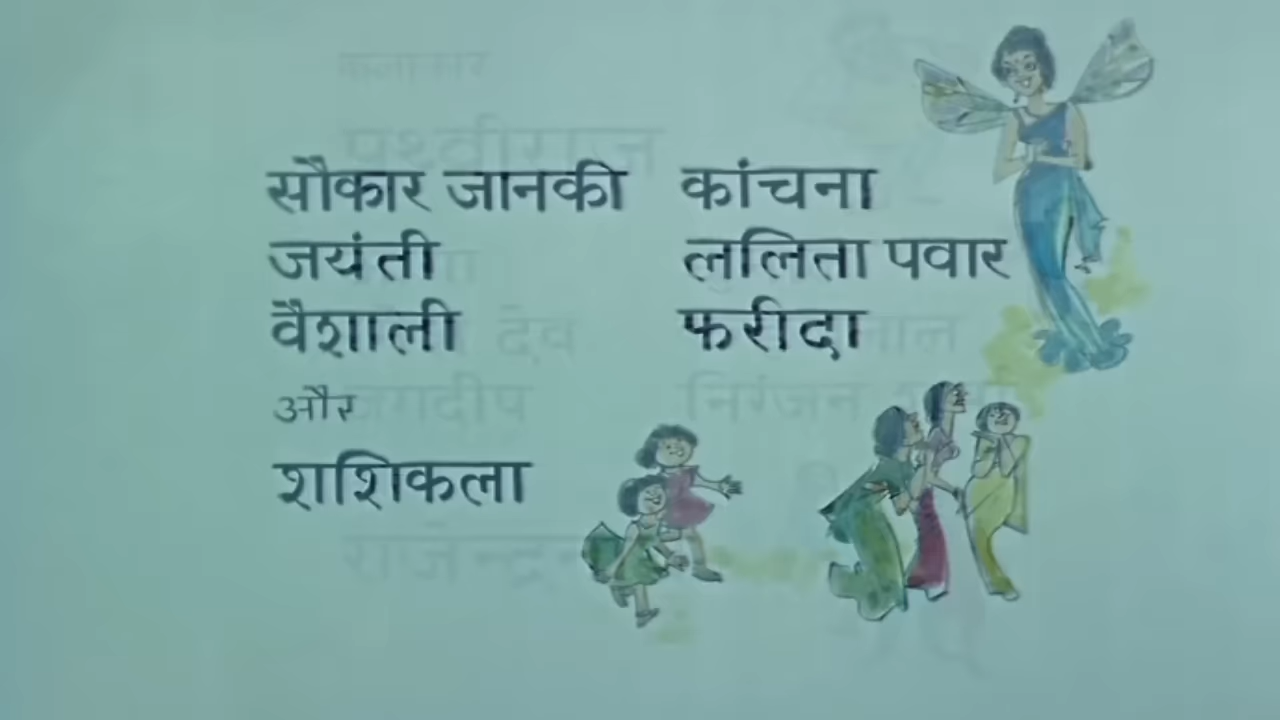 सौकार जानकी कांचना
जयंती ललिता पवार
वैशाली फरीदा
और
शशिकला